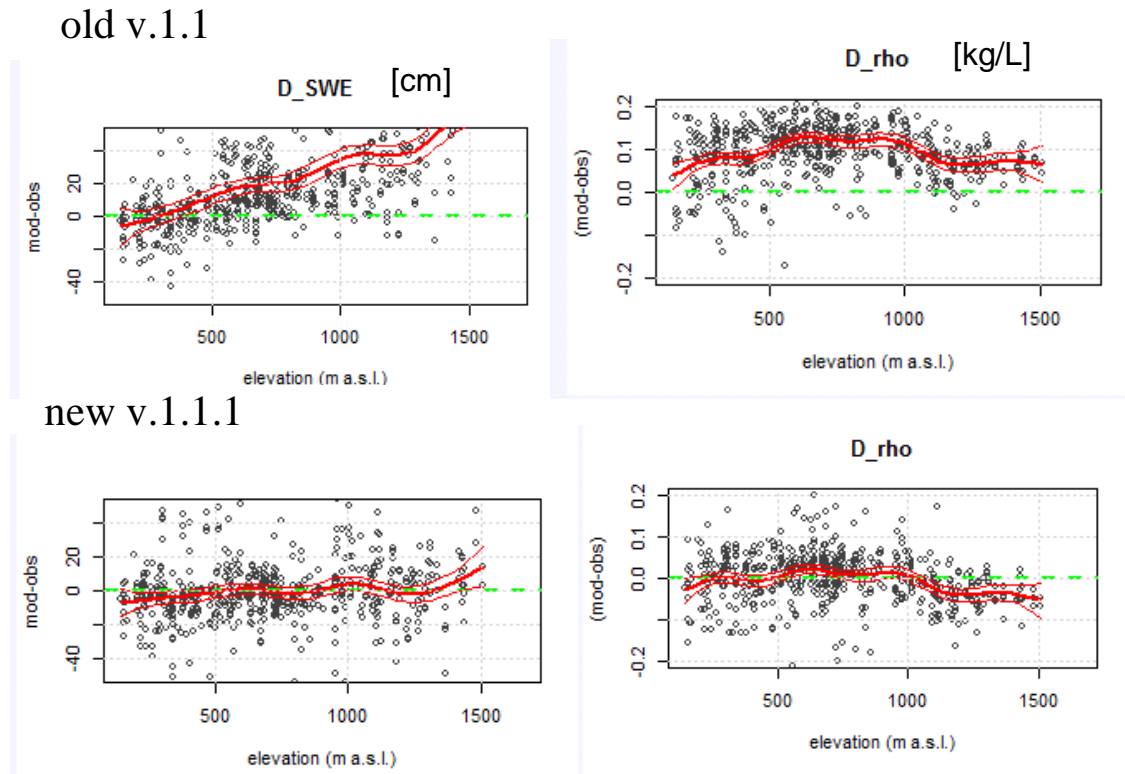 old v.1.1
D_SWE [cm]
mod-obs
20
0
-40
500 1000 1500
elevation (m a.s.l.)
D_rho [kg/L]
(mod-obs)
0.2
0.1
0.0
-0.2
500 1000 1500
elevation (m a.s.l.)
new v.1.1.1
mod-obs
20
0
-40
500 1000 1500
elevation (m a.s.l.)
D_rho
(mod-obs)
0.2
0.1
0.0
-0.2
500 1000 1500
elevation (m a.s.l.)